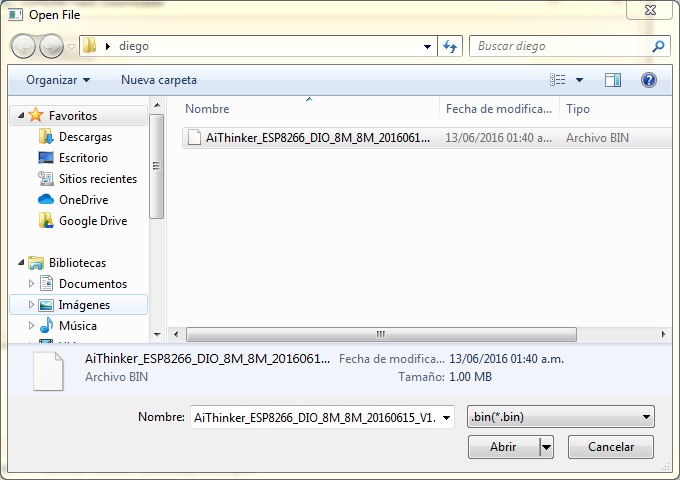 Open File
diego
Buscar diego
Organizar
Nueva carpeta
Favoritos
Descargas
Escritorio
Sitios recientes
OneDrive
Google Drive
Bibliotecas
Documentos
Imágenes
Música
Nombre Fecha de modifica... Tipo
AiThinker_ESP8266_DIO_8M_8M_2016061... 13/06/2016 01:40 a... Archivo BIN
AiThinker_ESP8266_DIO_8M_8M_201661... Fecha de modifica... 13/06/2016 01:40 a.m.
Archivo BIN Tamaño: 1.00 MB
Nombre: AiThinker_ESP8266_DIO_8M_8M_20160615_V1. .bin(*.bin)
Abrir Cancelar